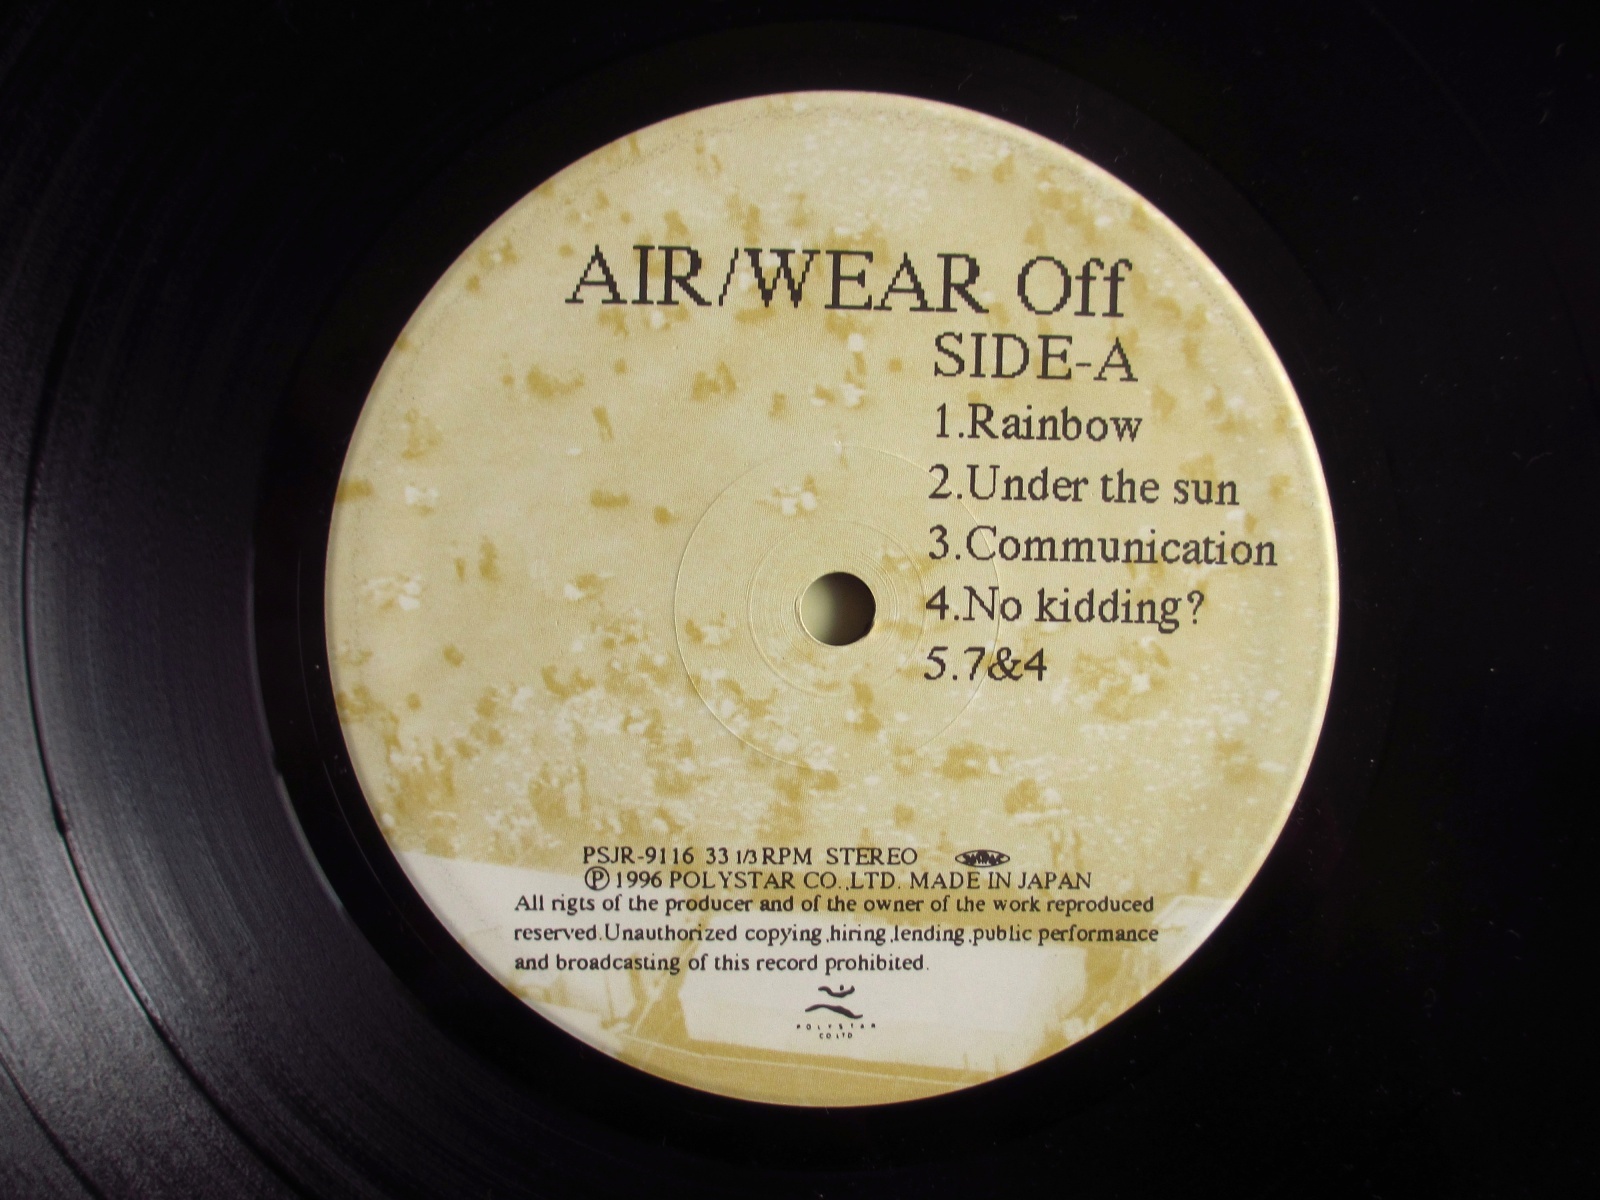 AIR/WEAR Off
SIDE-A
1.Rainbow
2.Under the sun
3.Communication
4.No kidding?
5.7&4
PSJR-9116 33 1/3 RPM STEREO
Ⓟ 1996 POLYSTAR CO.,LTD. MADE IN JAPAN
All rigts of the producer and of the owner of the work reproduced
reserved.Unauthorized copying,hiring,lending,public performance
and broadcasting of this record prohibited.
POLYSTAR
CO LTD